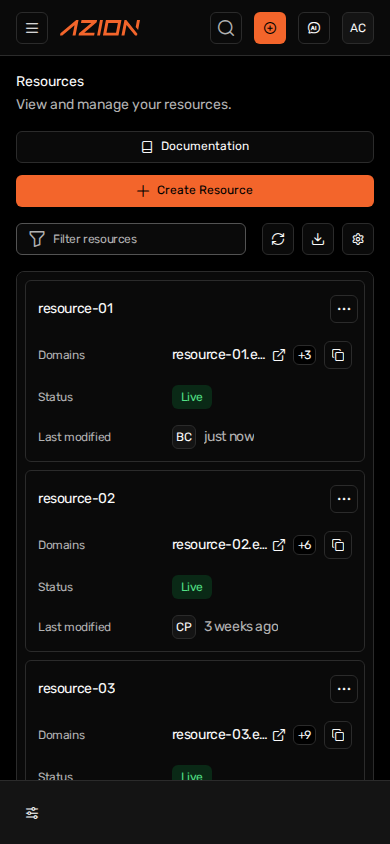 AZION
AI
AC
Resources
View and manage your resources.
Documentation
Create Resource
Filter resources
resource-01
Domains
resource-01.e...
+3
Status
Live
Last modified
BC
just now
resource-02
Domains
resource-02.e...
+6
Status
Live
Last modified
CP
3 weeks ago
resource-03
Domains
resource-03.e...
+9
Status
Live